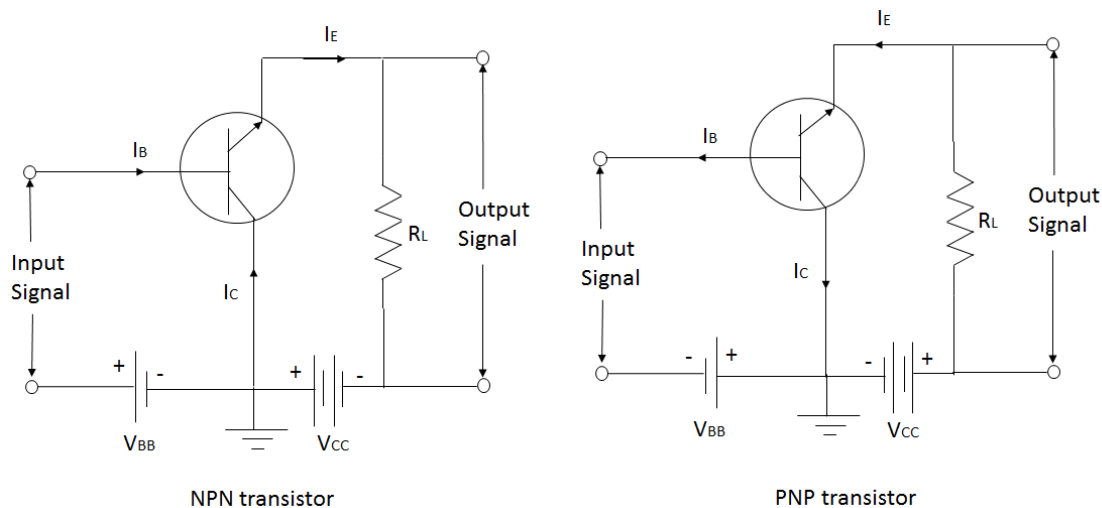 IE
IB
Input
Signal
IC
RL
Output
Signal
+ - + -
VBB
VCC
NPN transistor
IE
IB
Input
Signal
IC
RL
Output
Signal
- + - +
VBB
VCC
PNP transistor